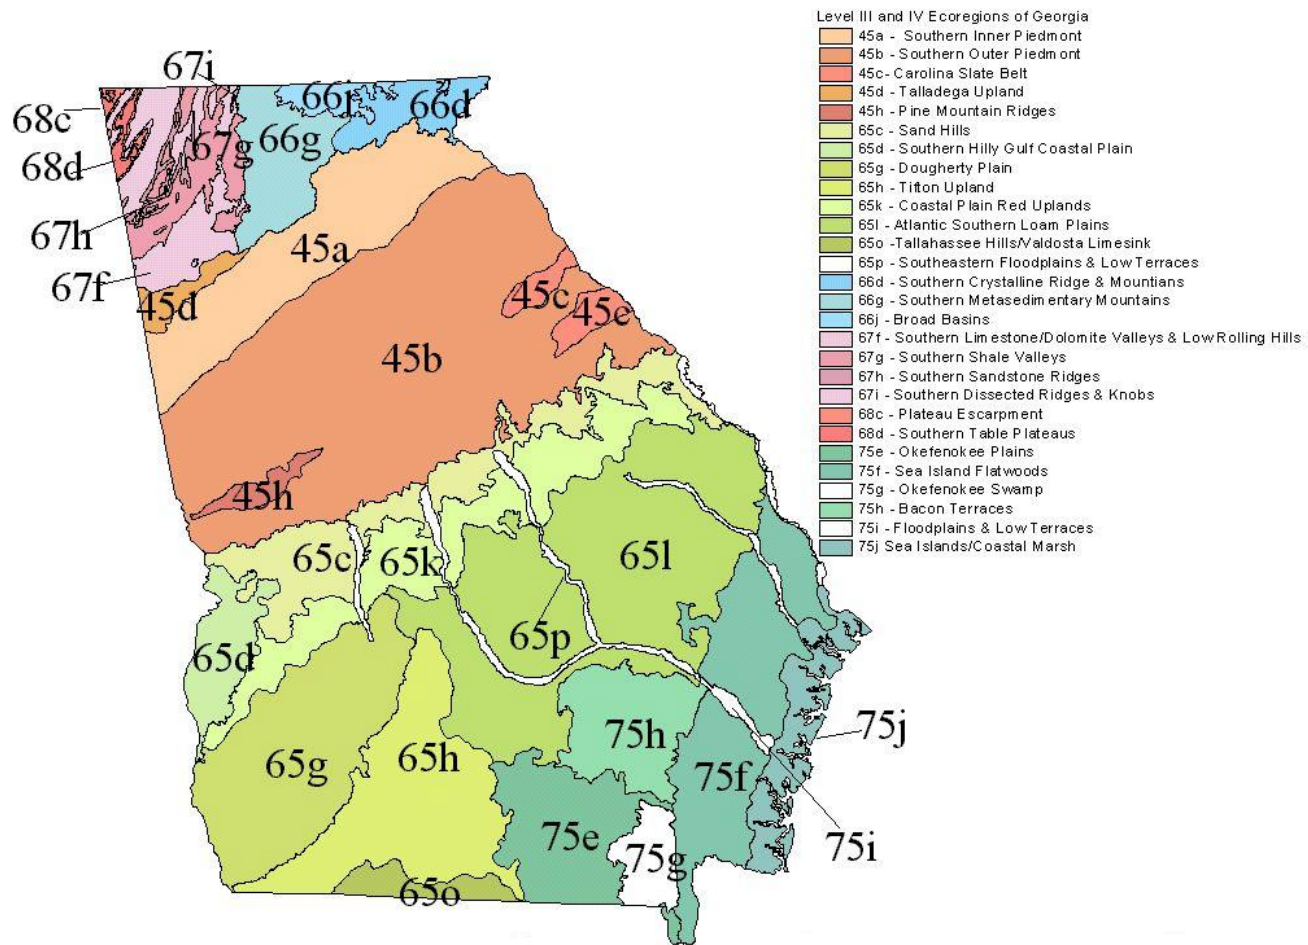 Level III and IV Ecoregions of Georgia
45a - Southern Inner Piedmont
45b - Southern Outer Piedmont
45c- Carolina Slate Belt
45d - Talladega Upland
45h - Pine Mountain Ridges
65c - Sand Hills
65d - Southern Hilly Gulf Coastal Plain
65g - Dougherty Plain
65h - Tifton Upland
65k - Coastal Plain Red Uplands
65l - Atlantic Southern Loam Plains
65o -Tallahassee Hills/Valdosta Limesink
65p - Southeastern Floodplains & Low Terraces
66d - Southern Crystalline Ridge & Mountians
66g - Southern Metasedimentary Mountains
66j - Broad Basins
67f - Southern Limestone/Dolomite Valleys & Low Rolling Hills
67g - Southern Shale Valleys
67h - Southern Sandstone Ridges
67i - Southern Dissected Ridges & Knobs
68c - Plateau Escarpment
68d - Southern Table Plateaus
75e - Okefenokee Plains
75f - Sea Island Flatwoods
75g - Okefenokee Swamp
75h - Bacon Terraces
75i - Floodplains & Low Terraces
75j Sea Islands/Coastal Marsh
67i
66j
66d
68c
67g
66g
68d
67h
45a
67f
45d
45c
45c
45b
45h
65c
65k
65l
65p
65d
75h
75j
65g
65h
75f
75e
75g
75i
65o